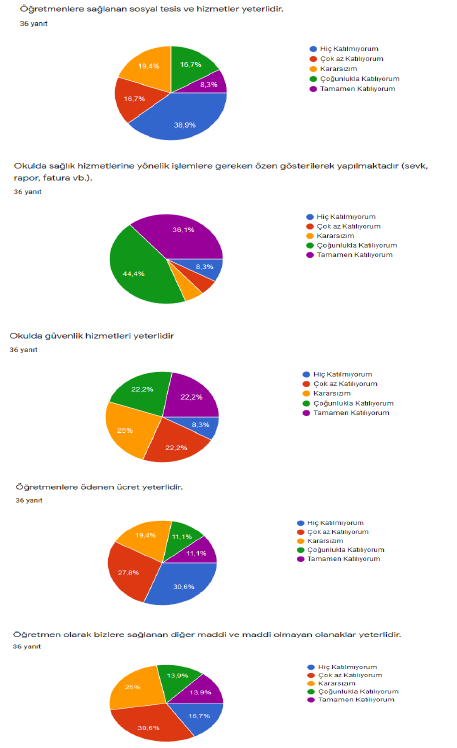 Öğretmenlere sağlanan sosyal tesis ve hizmetler yeterlidir.
36 yanıt
Hiç Katılmıyorum
Çok az Katılıyorum
Kararsızım
Çoğunlukla Katılıyorum
Tamamen Katılıyorum
19,4%
16,7%
8,3%
16,7%
38,9%
Okulda sağlık hizmetlerine yönelik işlemlere gereken özen gösterilerek yapılmaktadır (sevk,
rapor, fatura vb.).
36 yanıt
Hiç Katılmıyorum
Çok az Katılıyorum
Kararsızım
Çoğunlukla Katılıyorum
Tamamen Katılıyorum
36,1%
8,3%
44,4%
Okulda güvenlik hizmetleri yeterlidir
36 yanıt
Hiç Katılmıyorum
Çok az Katılıyorum
Kararsızım
Çoğunlukla Katılıyorum
Tamamen Katılıyorum
22,2%
22,2%
8,3%
25%
22,2%
Öğretmenlere ödenen ücret yeterlidir.
36 yanıt
Hiç Katılmıyorum
Çok az Katılıyorum
Kararsızım
Çoğunlukla Katılıyorum
Tamamen Katılıyorum
19,4%
11,1%
11,1%
27,8%
30,6%
Öğretmen olarak bizlere sağlanan diğer maddi ve maddi olmayan olanaklar yeterlidir.
36 yanıt
Hiç Katılmıyorum
Çok az Katılıyorum
Kararsızım
Çoğunlukla Katılıyorum
Tamamen Katılıyorum
13,9%
25%
13,9%
16,7%
30,6%